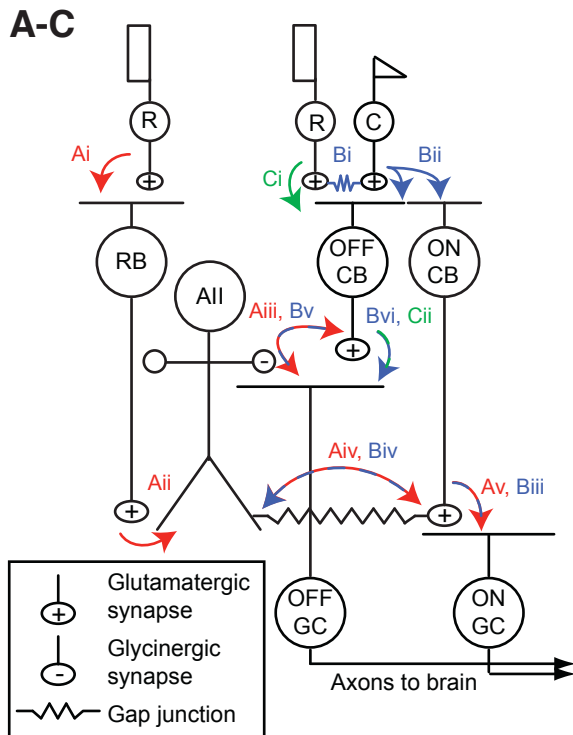 A-C
R
R
C
Ai
Ci
Bi
Bii
RB
AII
OFF
CB
ON
CB
Aiii, Bv
Bvi, Cii
Aiv, Biv
Aii
Av, Biii
Glutamatergic
synapse
Glycinergic
synapse
Gap junction
OFF
GC
ON
GC
Axons to brain
+
+
+
-
+
+
+
+
-